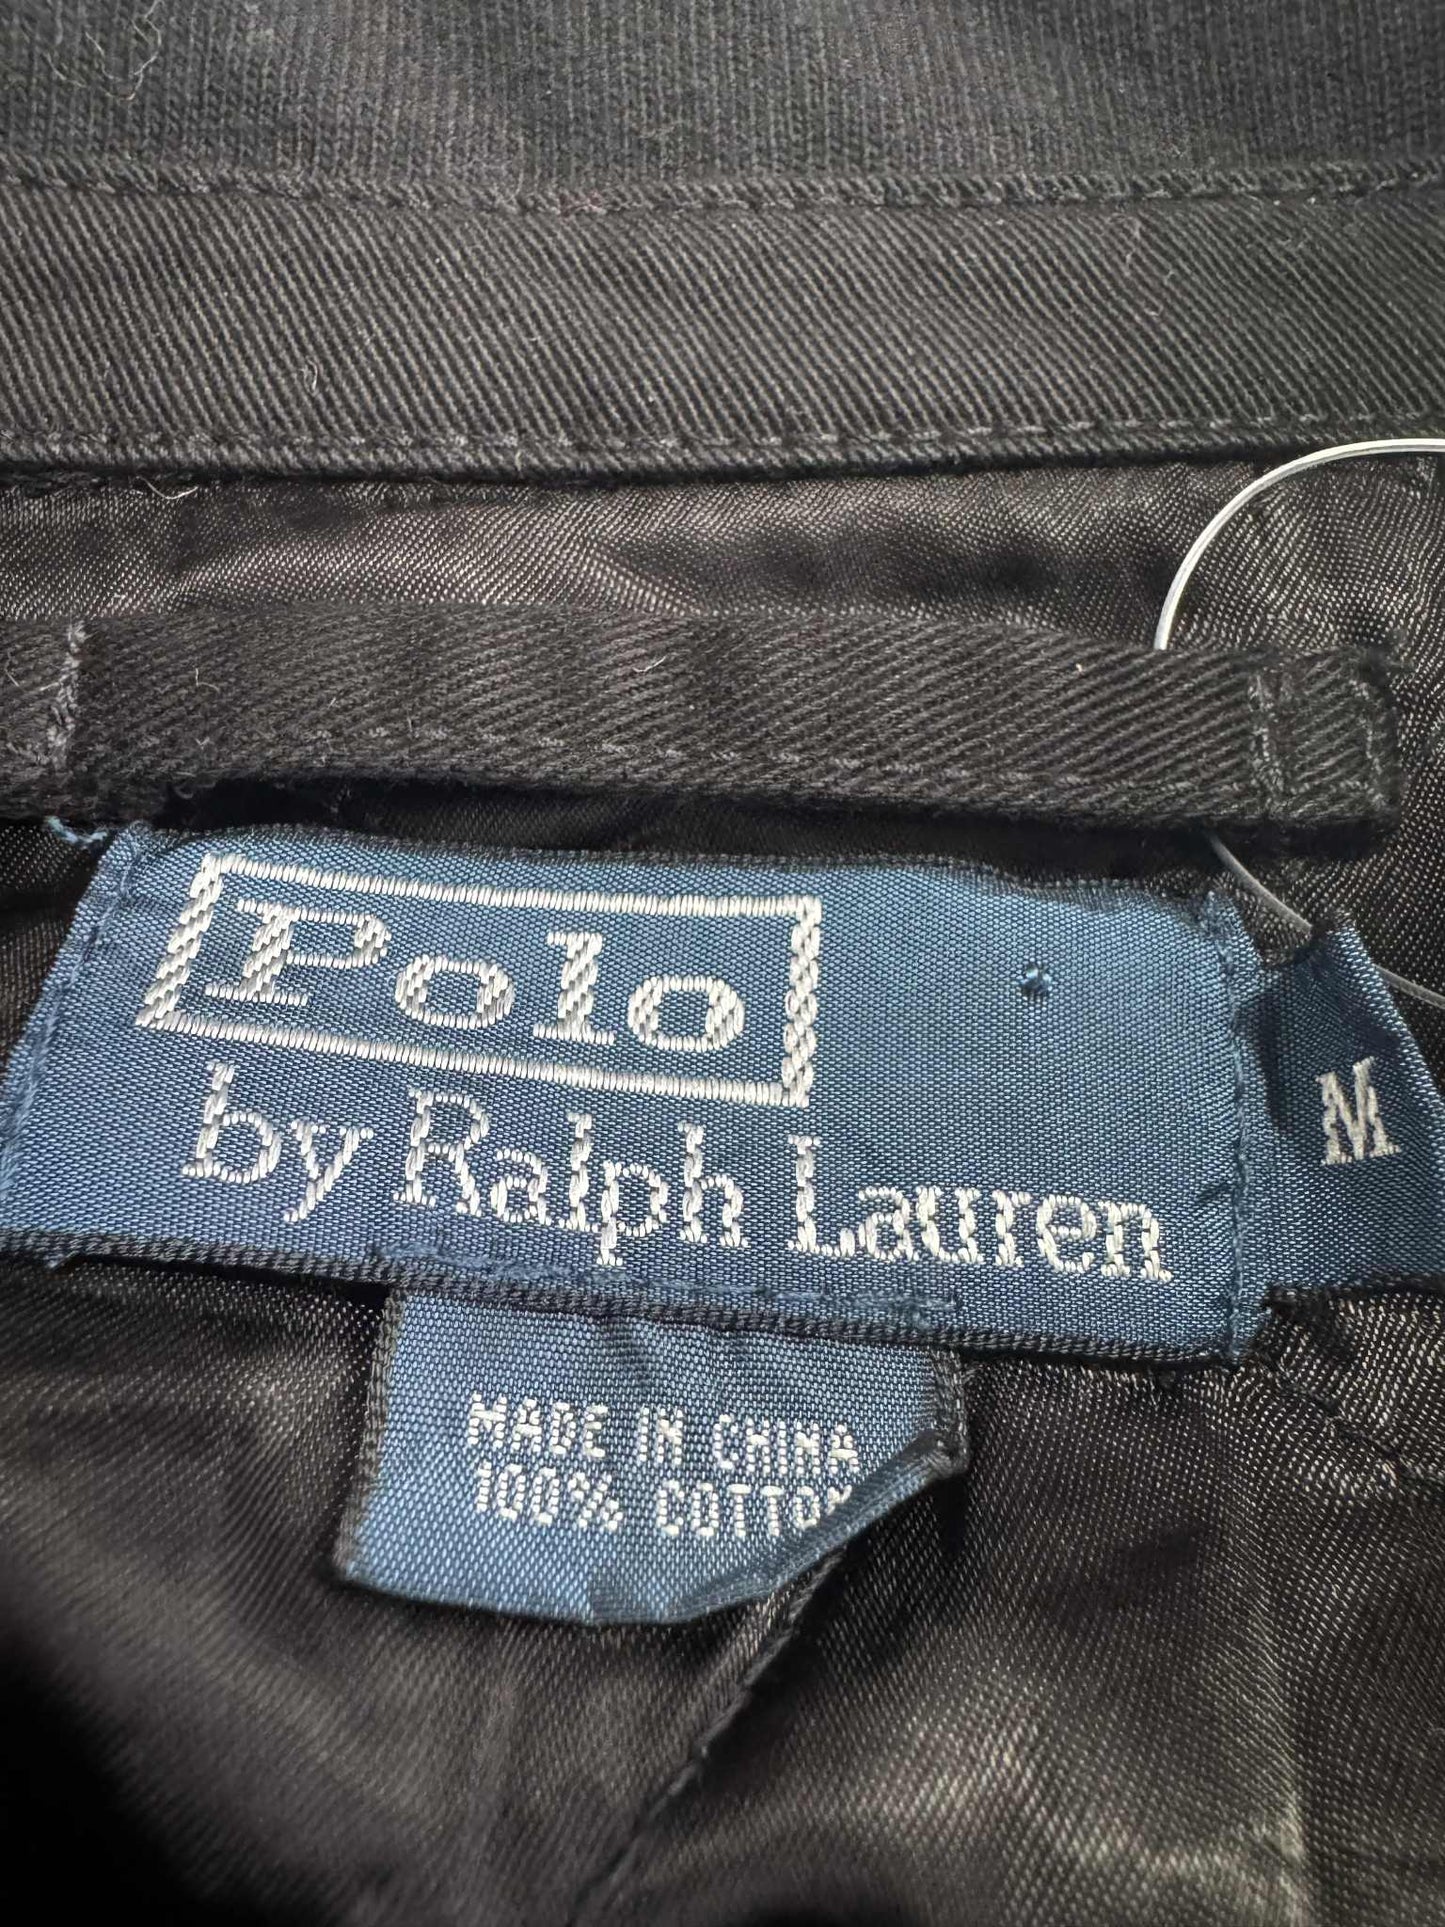 Polo
by Ralph Lauren
M
MADE IN CHINA
100% COTTON